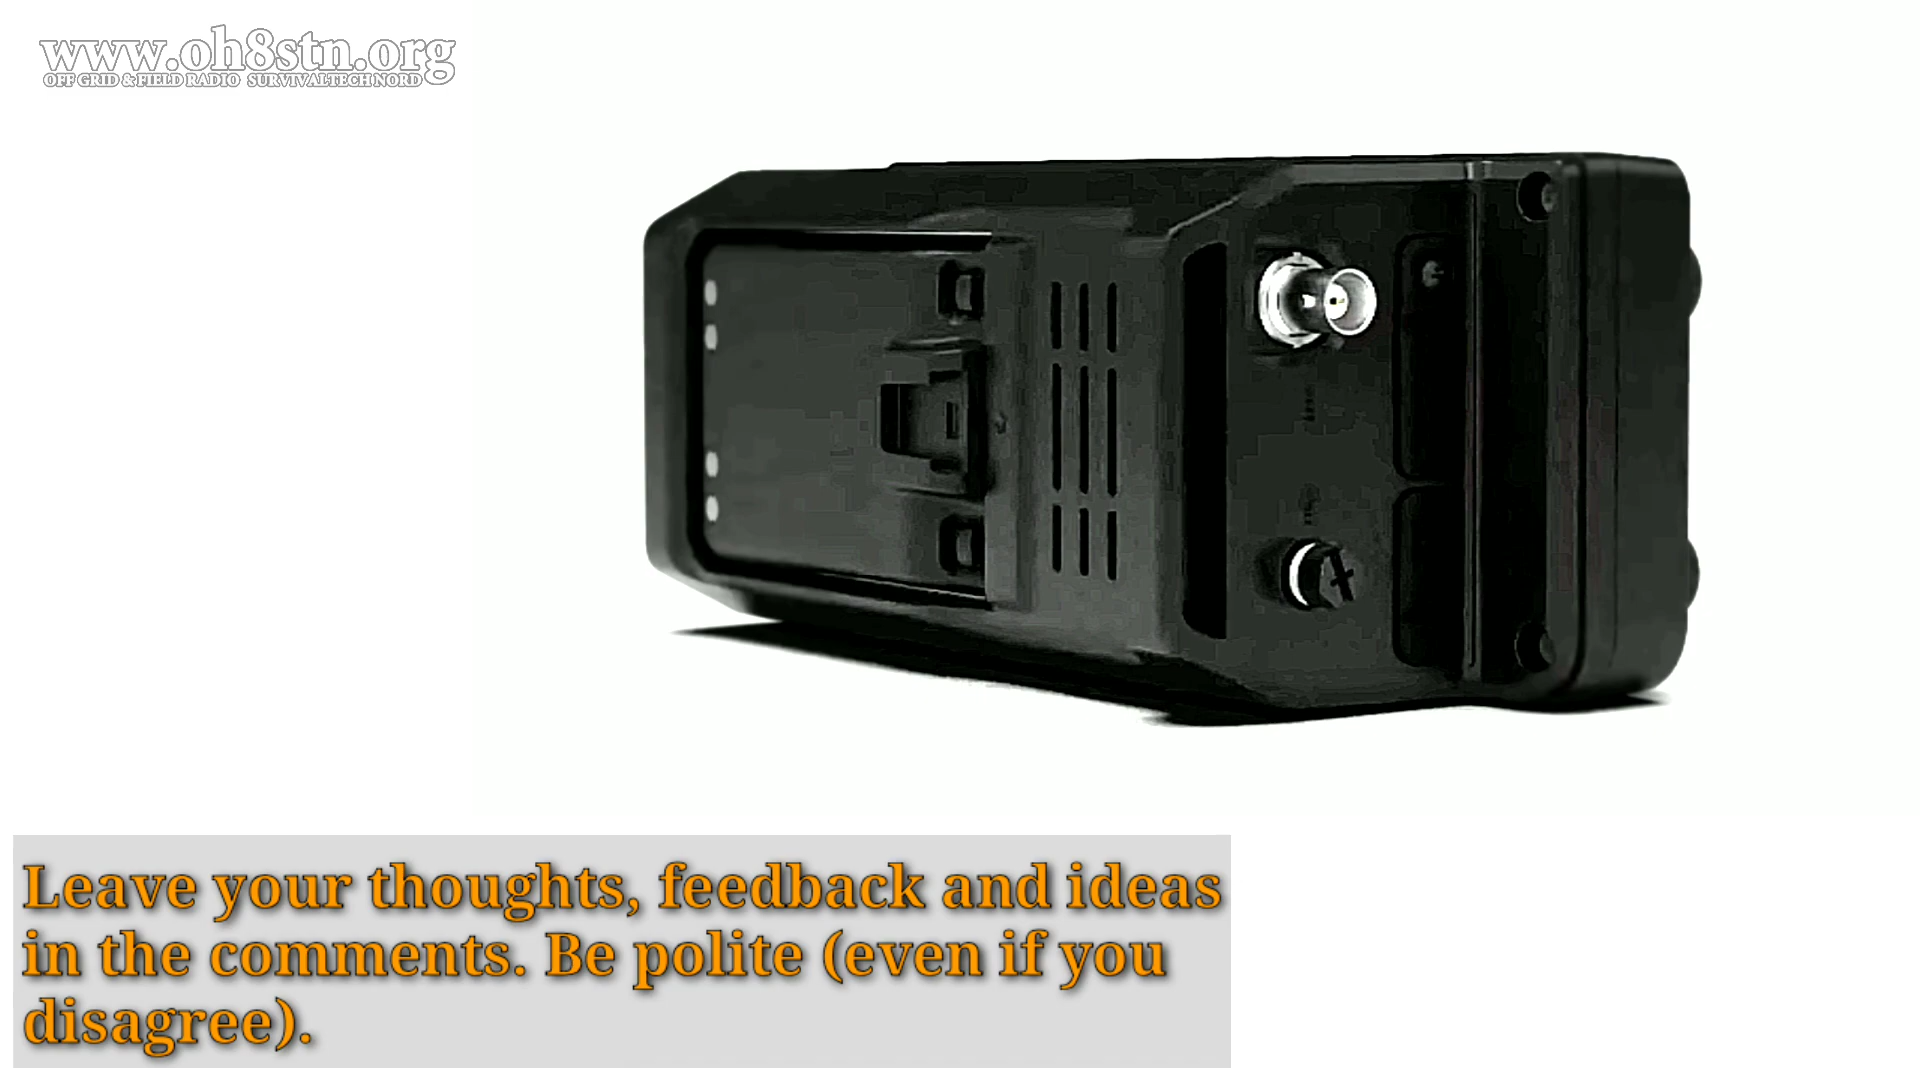 www.oh8stn.org
OFF GRID & FIELD RADIO SURVIVALTECH NORD
Leave your thoughts, feedback and ideas
in the comments. Be polite (even if you
disagree).